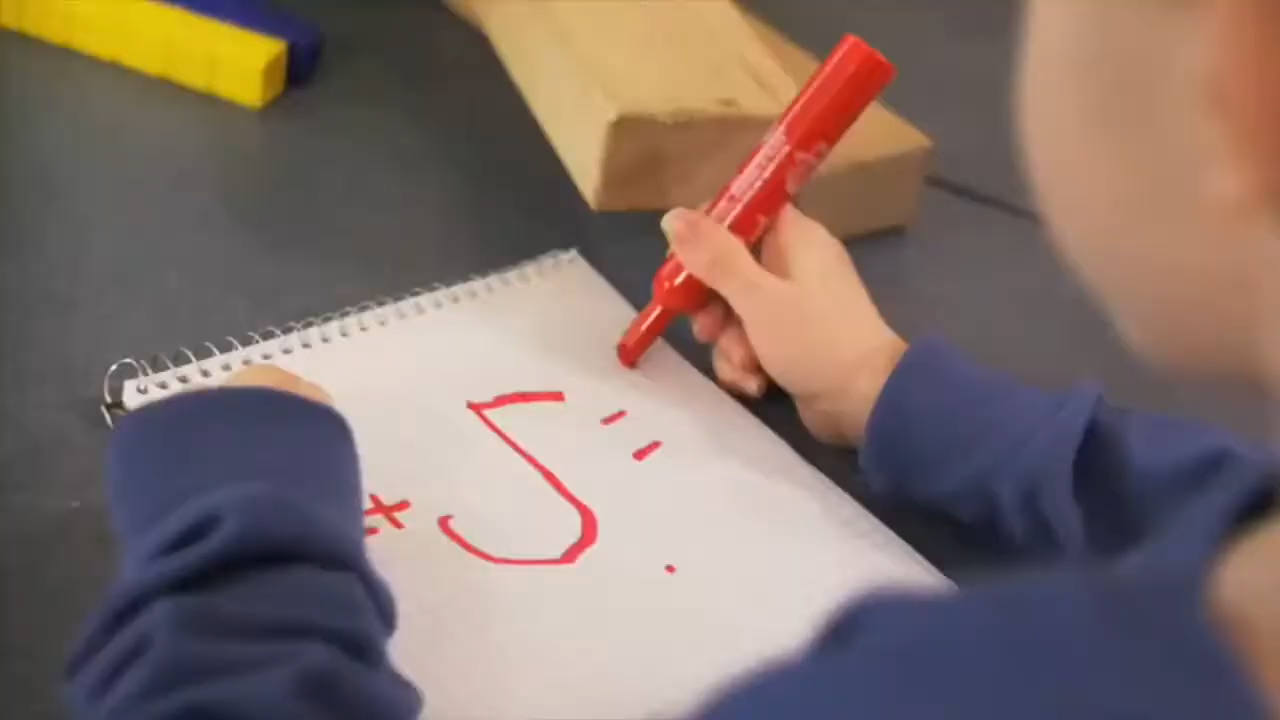 + 5 =